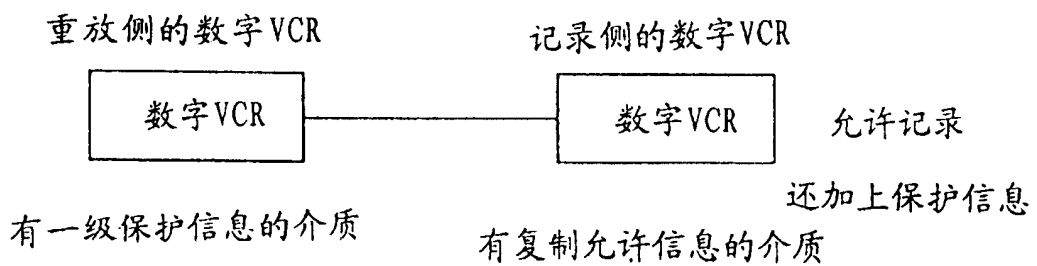 重放侧的数字VCR
记录侧的数字VCR
数字VCR
数字VCR
允许记录
还加上保护信息
有一级保护信息的介质
有复制允许信息的介质